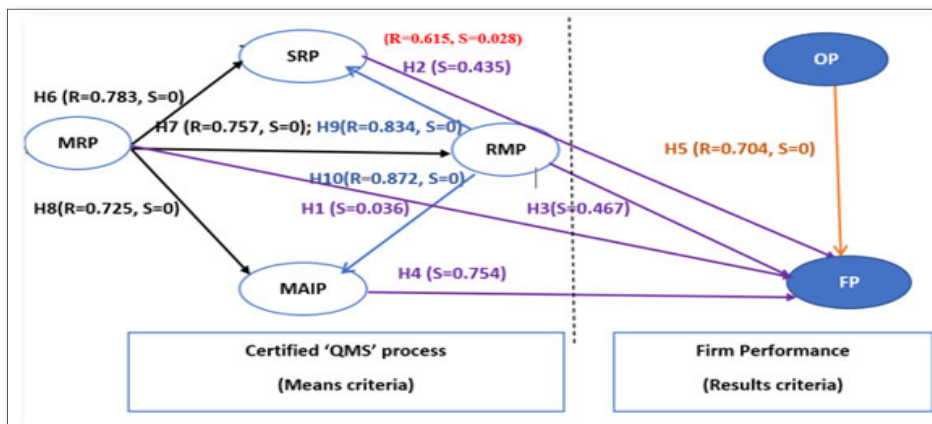 (R=0.615, S=0.028)
SRP
H2 (S=0.435)
OP
H6 (R=0.783, S=0)
H7 (R=0.757, S=0); H9(R=0.834, S=0)
MRP
RMP
H5 (R=0.704, S=0)
H10(R=0.872, S=0)
H8(R=0.725, S=0)
H1 (S=0.036)
H3(S=0.467)
MAIP
H4 (S=0.754)
FP
Certified ‘QMS’ process
(Means criteria)
Firm Performance
(Results criteria)